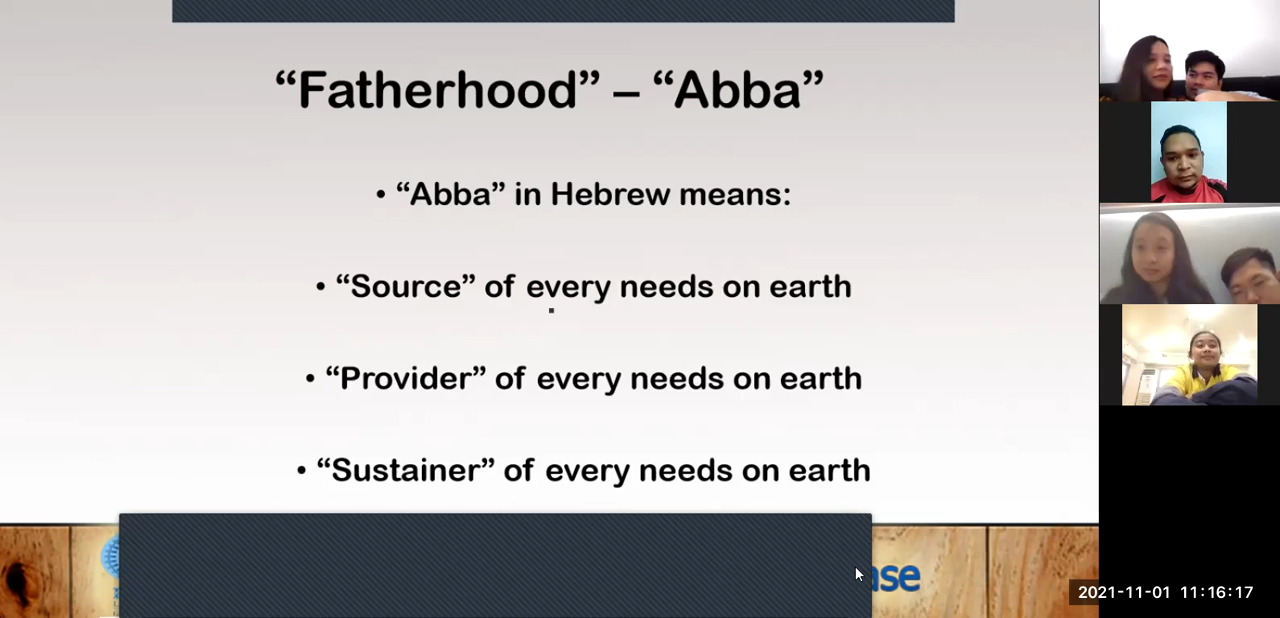 “Fatherhood” – “Abba”
• “Abba” in Hebrew means:
• “Source” of every needs on earth
• “Provider” of every needs on earth
• “Sustainer” of every needs on earth
2021-11-01 11:16:17